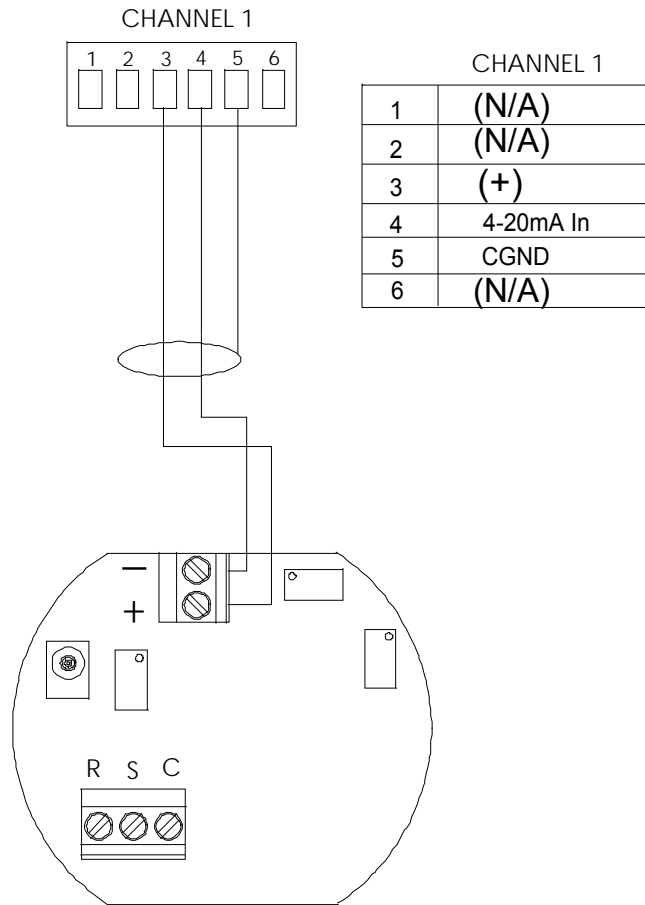 CHANNEL 1
1 2 3 4 5 6
CHANNEL 1
1 (N/A)
2 (N/A)
3 (+)
4 4-20mA In
5 CGND
6 (N/A)
−
+
R S C